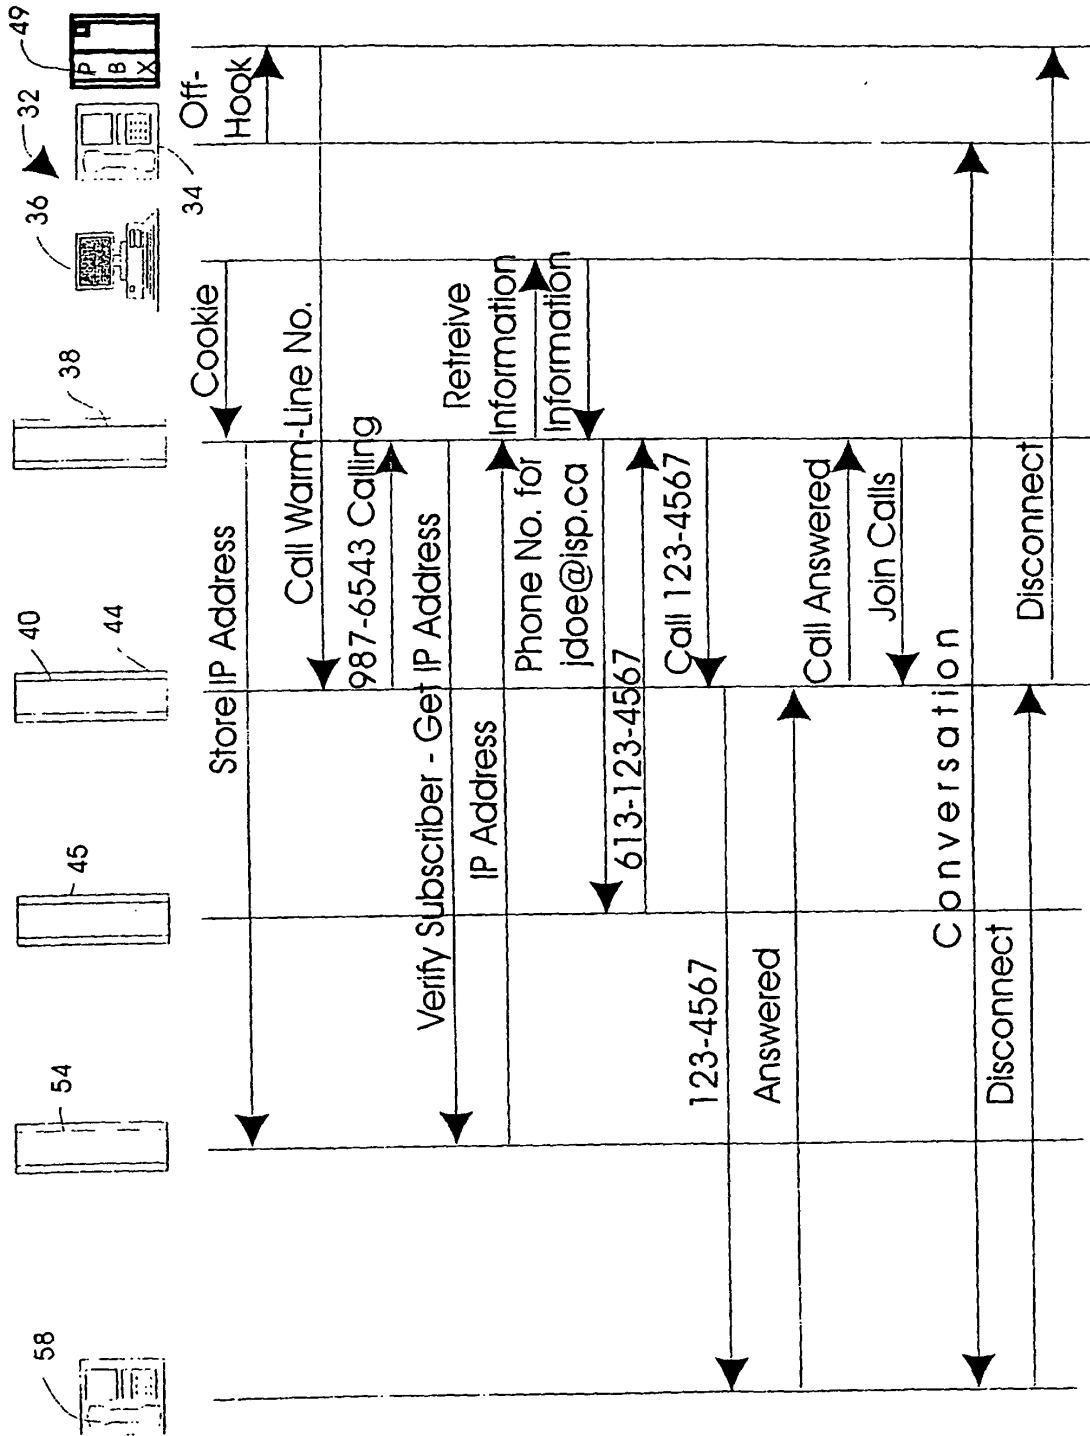 58
54
45
40
44
38
36
32
49
34
P
B
X
Store IP Address
Cookie
Off-
Hook
Call Warm-Line No.
987-6543 Calling
Verify Subscriber - Get IP Address
IP Address
Retreive
Information
Information
Phone No. for
jdoe@isp.ca
613-123-4567
Call 123-4567
123-4567
Answered
Call Answered
Join Calls
Conversation
Disconnect
Disconnect